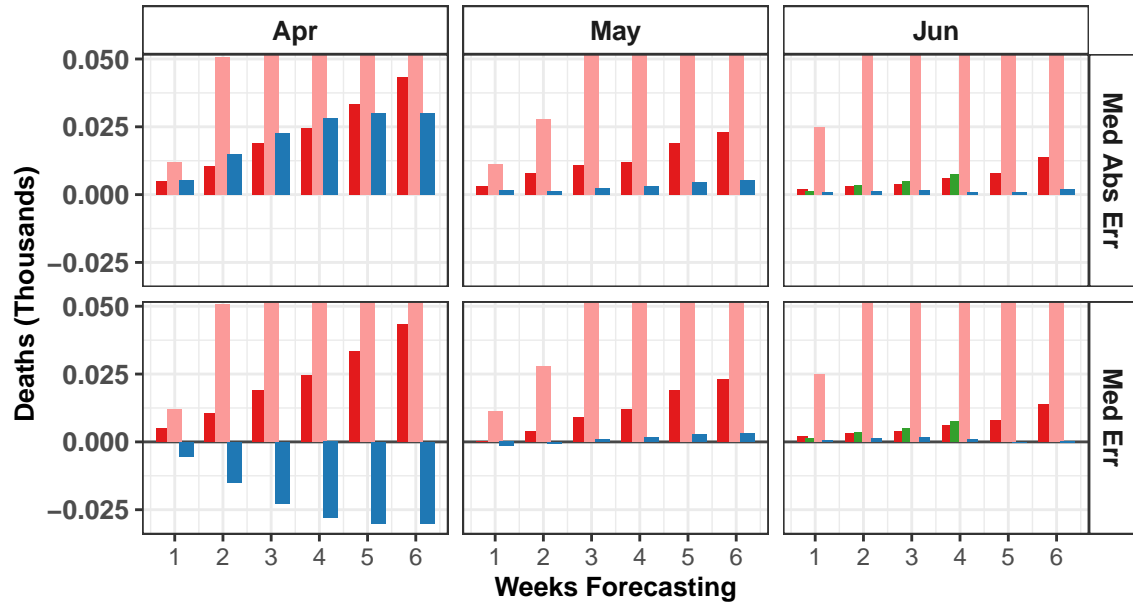 Apr May Jun
0.050
0.025
0.000
−0.025
Med Abs Err
0.050
0.025
0.000
−0.025
Med Err
Deaths (Thousands)
1 2 3 4 5 6 1 2 3 4 5 6 1 2 3 4 5 6
Weeks Forecasting